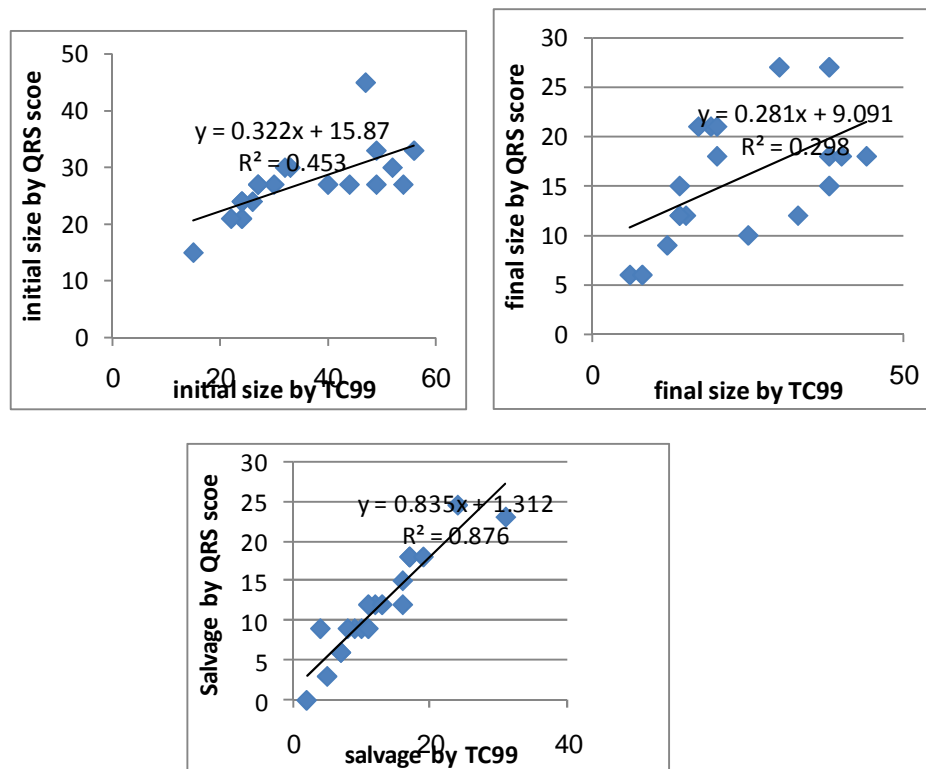 initial size by QRS scoe
50
40
30
20
10
0
y = 0.322x + 15.87
R² = 0.453
0 20 40 60
initial size by TC99
final size by QRS score
30
25
20
15
10
5
0
y = 0.281x + 9.091
R² = 0.298
0 50
final size by TC99
Salvage by QRS scoe
30
25
20
15
10
5
0
y = 0.835x + 1.312
R² = 0.876
0 20 40
salvage by TC99